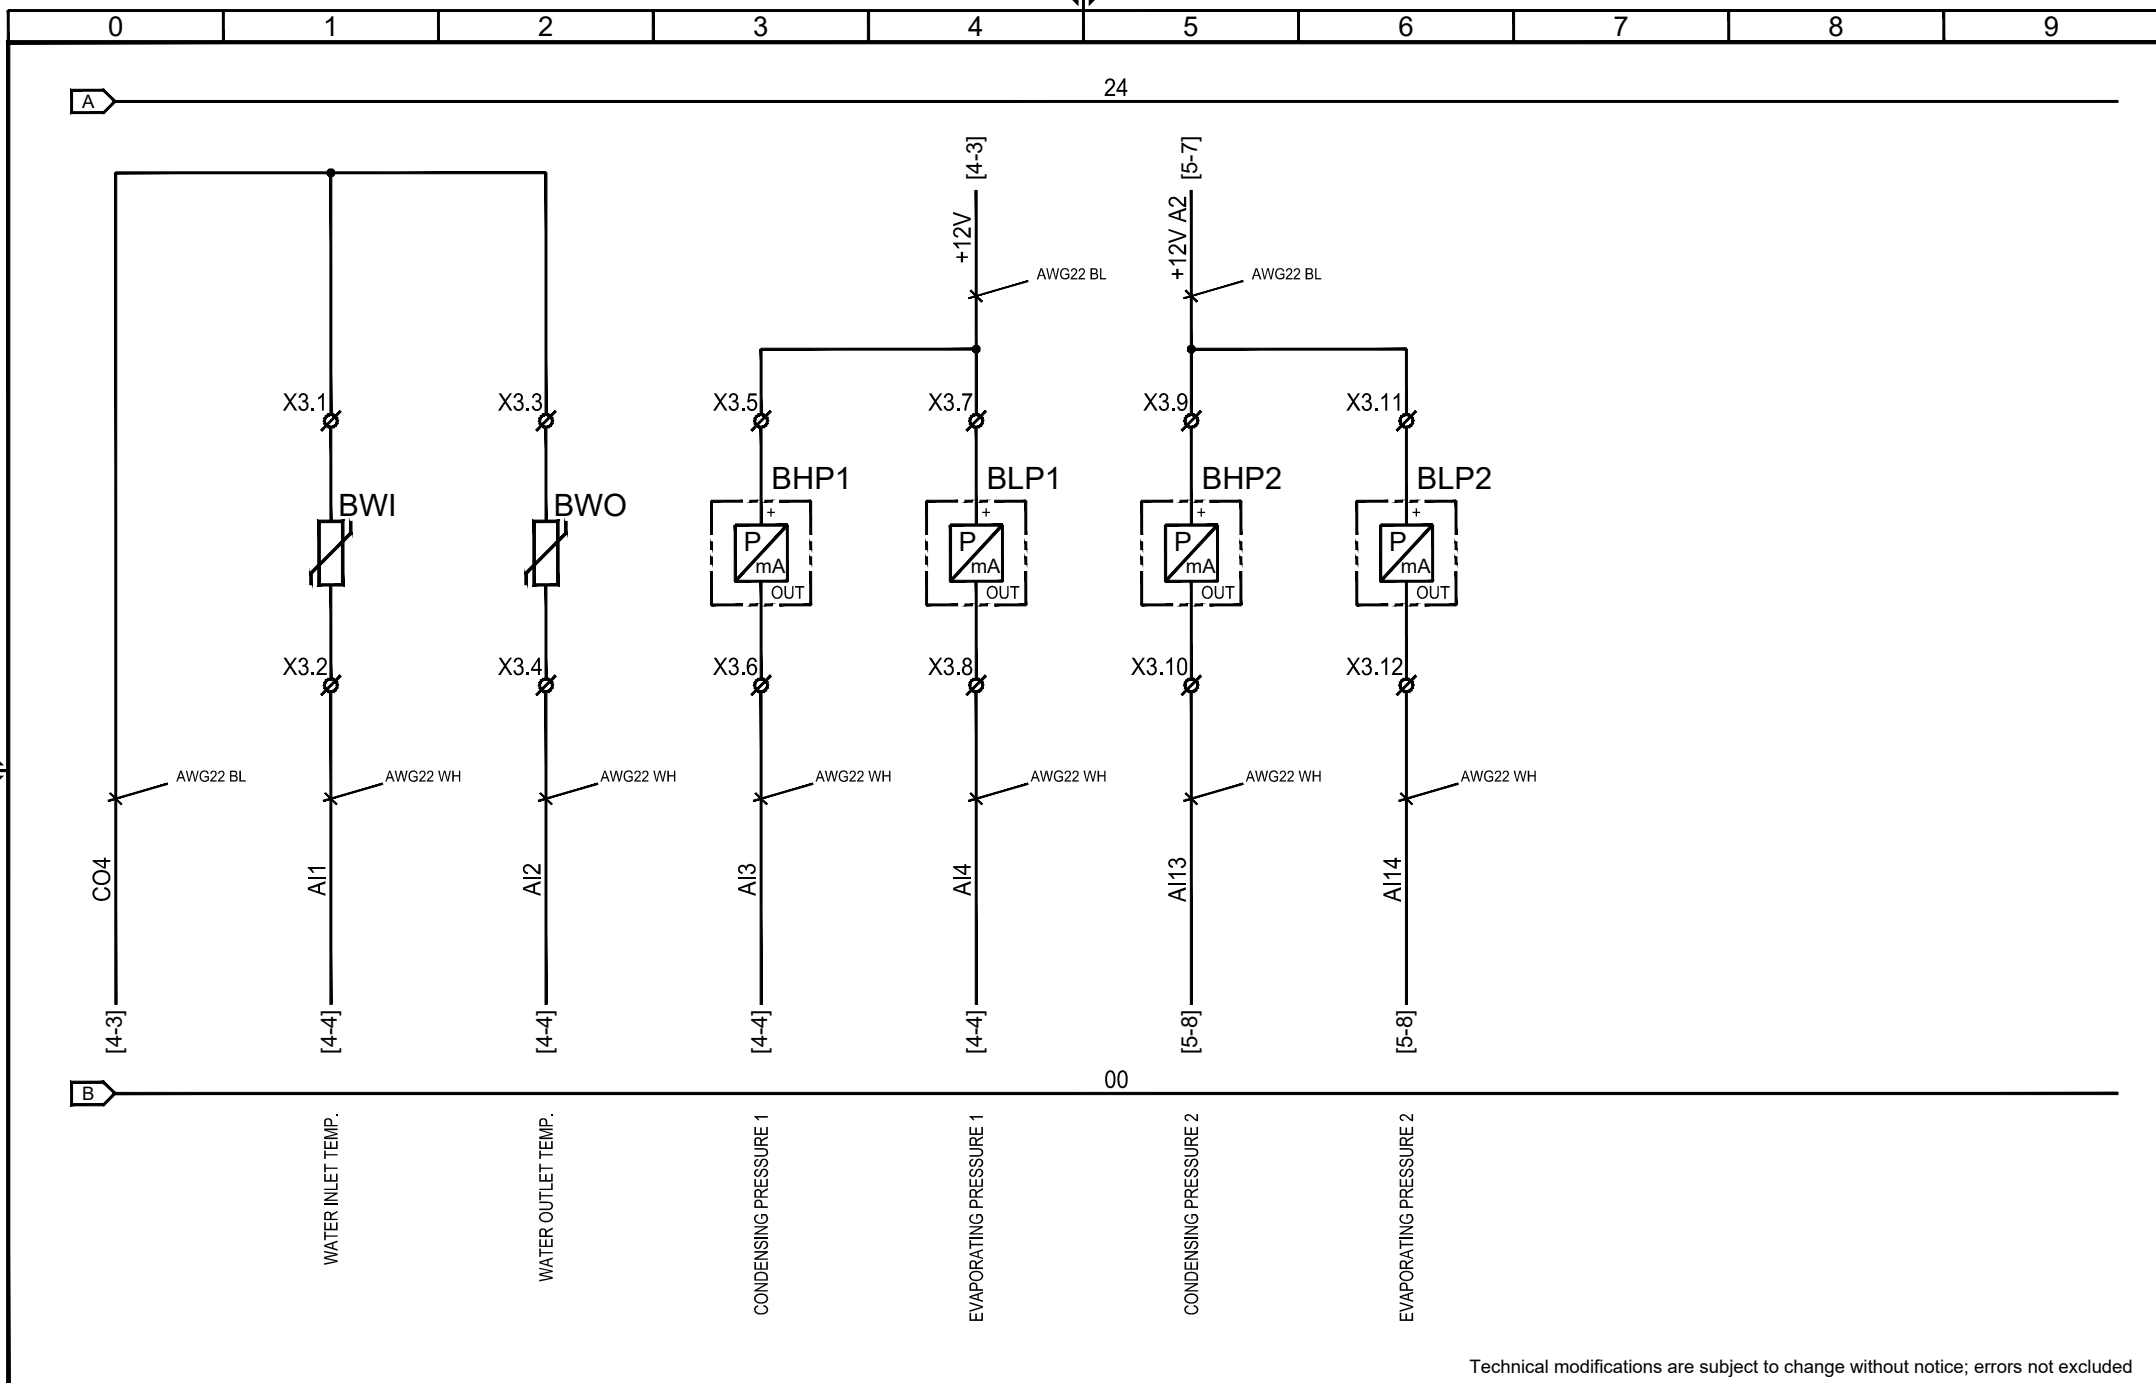 0 1 2 3 4 5 6 7 8 9
24
A
[4-3] [5-7]
+12V +12V A2
AWG22 BL AWG22 BL
X3.1 X3.3 X3.5 X3.7 X3.9 X3.11
BHP1 BLP1 BHP2 BLP2
BWI BWO
+ + + +
P P P P
mA mA mA mA
OUT OUT OUT OUT
X3.2 X3.4 X3.6 X3.8 X3.10 X3.12
AWG22 BL AWG22 WH AWG22 WH AWG22 WH AWG22 WH AWG22 WH AWG22 WH
CO4 AI1 AI2 AI3 AI4 AI13 AI14
[4-3] [4-4] [4-4] [4-4] [4-4] [5-8] [5-8]
00
B
WATER INLET TEMP.
WATER OUTLET TEMP.
CONDENSING PRESSURE 1
EVAPORATING PRESSURE 1
CONDENSING PRESSURE 2
EVAPORATING PRESSURE 2
Technical modifications are subject to change without notice; errors not excluded